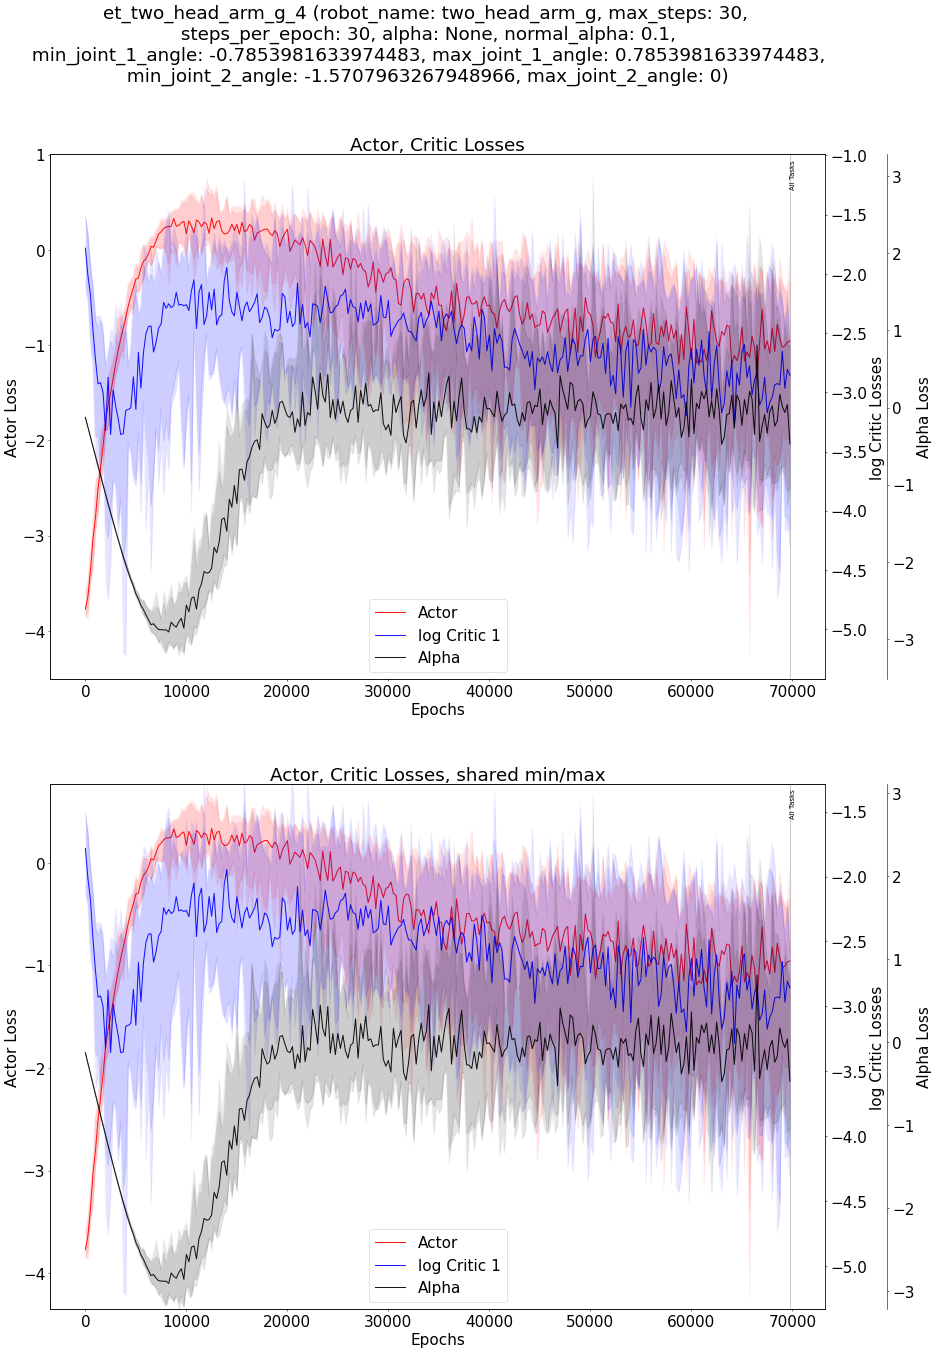 et_two_head_arm_g_4 (robot_name: two_head_arm_g, max_steps: 30,
steps_per_epoch: 30, alpha: None, normal_alpha: 0.1,
min_joint_1_angle: -0.7853981633974483, max_joint_1_angle: 0.7853981633974483,
min_joint_2_angle: -1.5707963267948966, max_joint_2_angle: 0)
Actor, Critic Losses
1
0
−1
−2
−3
−4
Actor Loss
−1.0
−1.5
−2.0
−2.5
−3.0
−3.5
−4.0
−4.5
−5.0
log Critic Losses
3
2
1
0
−1
−2
−3
Alpha Loss
All Tasks
Actor
log Critic 1
Alpha
0
10000
20000
30000
40000
50000
60000
70000
Epochs
Actor, Critic Losses, shared min/max
0
−1
−2
−3
−4
Actor Loss
−1.5
−2.0
−2.5
−3.0
−3.5
−4.0
−4.5
−5.0
log Critic Losses
3
2
1
0
−1
−2
−3
Alpha Loss
All Tasks
Actor
log Critic 1
Alpha
0
10000
20000
30000
40000
50000
60000
70000
Epochs